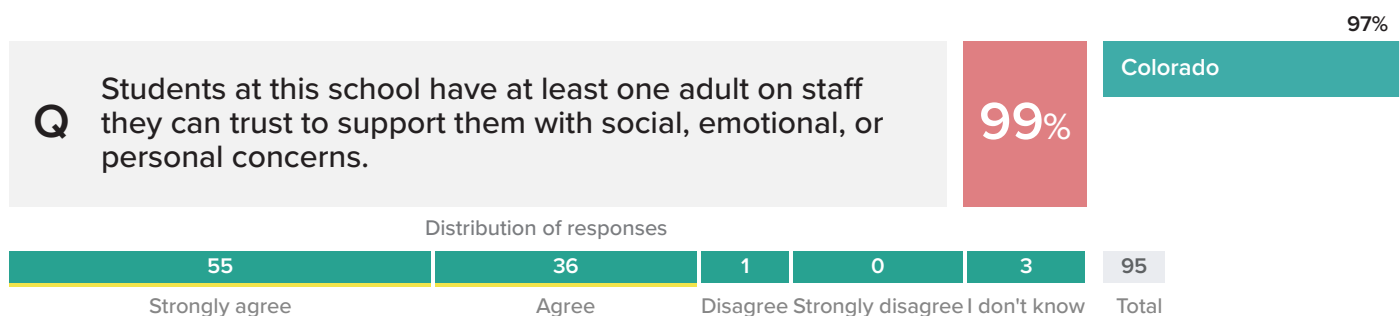 97%
Q
Students at this school have at least one adult on staff
they can trust to support them with social, emotional, or
personal concerns.
99%
Colorado
Distribution of responses
55 36 1 0 3 95
Strongly agree Agree Disagree Strongly disagree I don't know Total